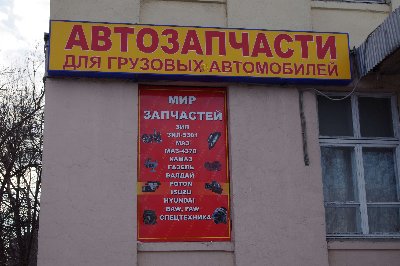 АВТОЗАПЧАСТИ
ДЛЯ ГРУЗОВЫХ АВТОМОБИЛЕЙ
МИР
ЗАПЧАСТЕЙ
ЗИЛ
ЗИЛ-5301
МАЗ
МАЗ-4370
КАМАЗ
ГАЗЕЛЬ
ВАЛДАЙ
FOTON
ISUZU
HYUNDAI
BAW, FAW
СПЕЦТЕХНИКА